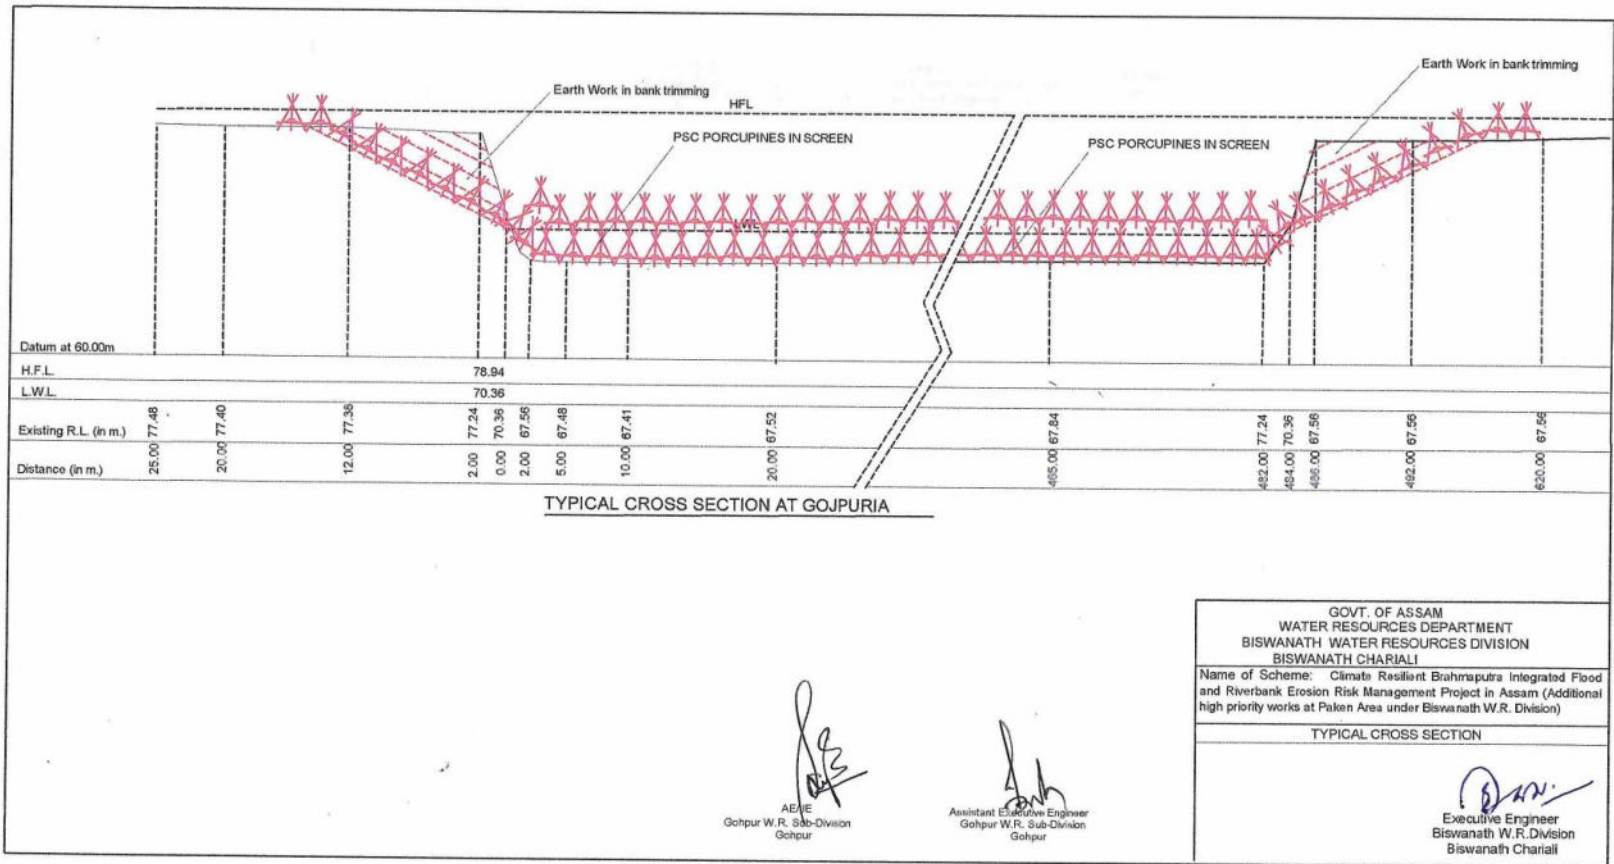 Earth Work in bank trimming
Earth Work in bank trimming
HFL
PSC PORCUPINES IN SCREEN
PSC PORCUPINES IN SCREEN
LWL
Datum at 60.00m
H.F.L. 78.94
L.W.L. 70.36
Existing R.L. (in m.) 77.48 77.40 77.36 77.24 70.36 67.56 67.48 67.41 67.52 67.84 77.24 70.36 67.56 67.56 67.56
Distance (in m.) 25.00 20.00 12.00 2.00 0.00 2.00 5.00 10.00 20.00 465.00 482.00 484.00 486.00 492.00 620.00
TYPICAL CROSS SECTION AT GOJPURIA
GOVT. OF ASSAM
WATER RESOURCES DEPARTMENT
BISWANATH WATER RESOURCES DIVISION
BISWANATH CHARIALI
Name of Scheme: Climate Resilient Brahmaputra Integrated Flood
and Riverbank Erosion Risk Management Project in Assam (Additional
high priority works at Paken Area under Biswanath W.R. Division)
TYPICAL CROSS SECTION
AE/JE
Gohpur W.R. Sub-Division
Gohpur
Assistant Executive Engineer
Gohpur W.R. Sub-Division
Gohpur
Executive Engineer
Biswanath W.R.Division
Biswanath Chariali